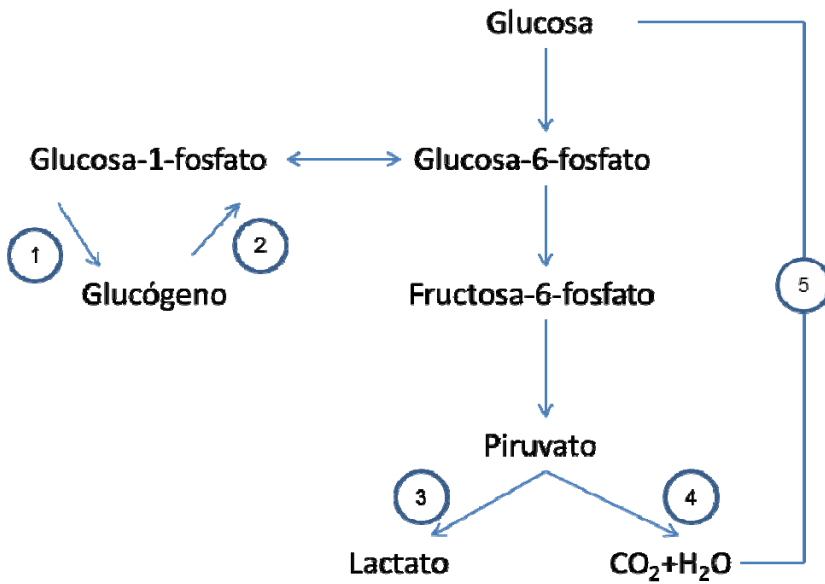 Glucosa
Glucosa-1-fosfato
Glucosa-6-fosfato
1
2
Glucógeno
Fructosa-6-fosfato
5
Piruvato
3
4
Lactato
CO₂+H₂O